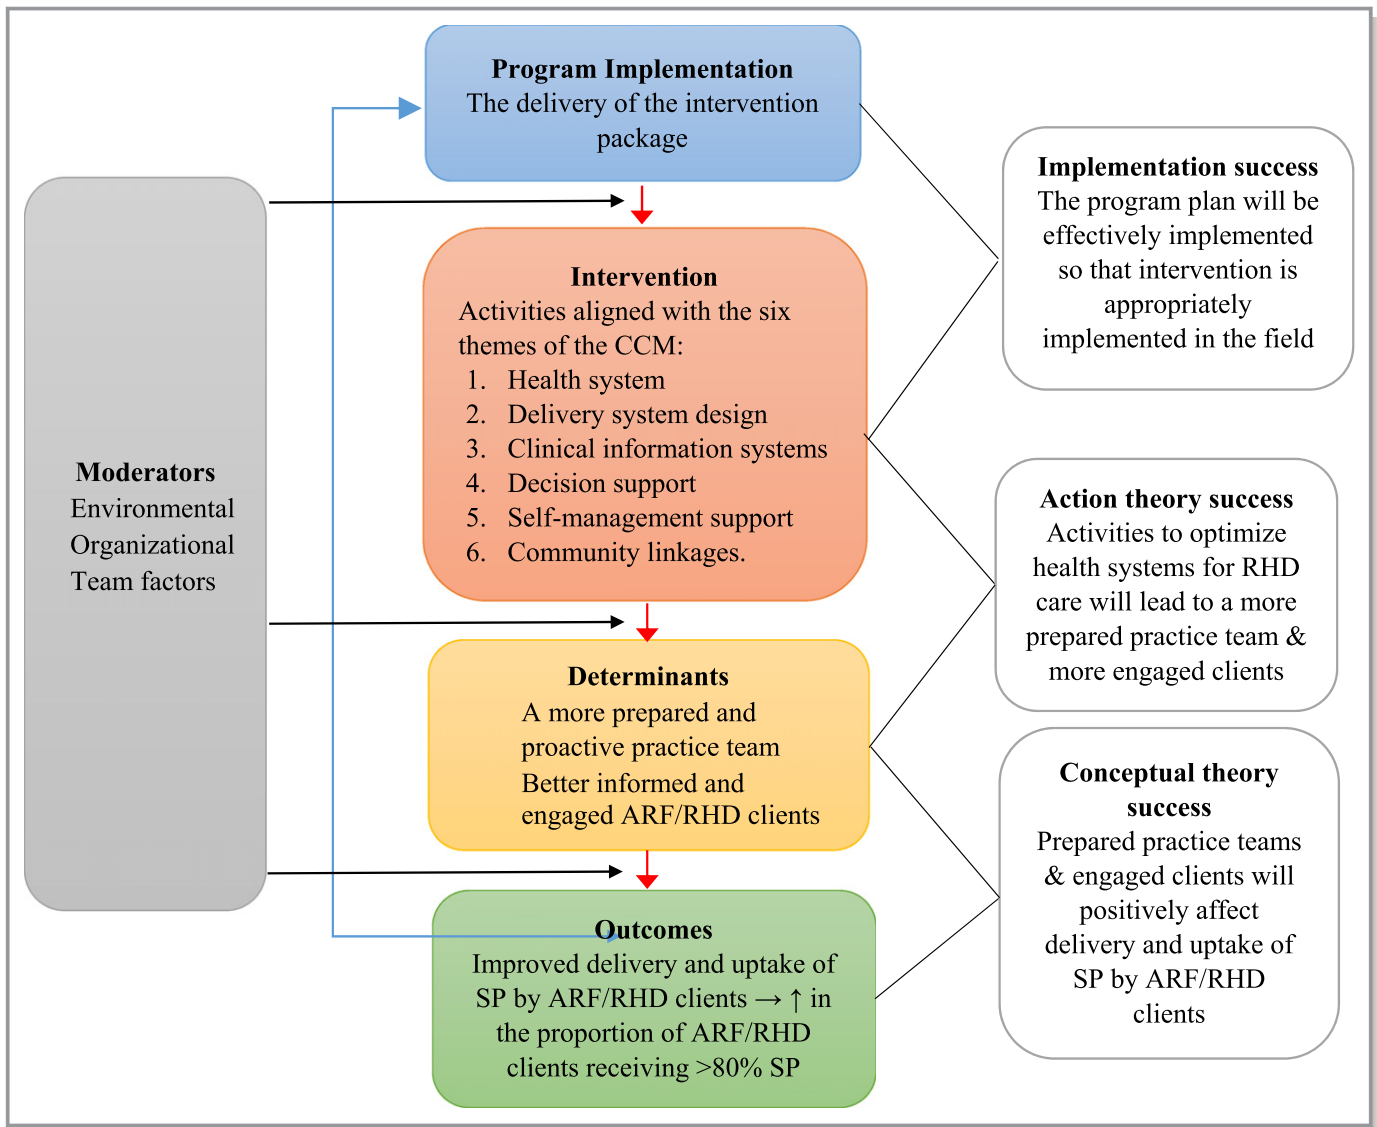 Program Implementation
The delivery of the intervention
package
Implementation success
The program plan will be
effectively implemented
so that intervention is
appropriately
implemented in the field
Intervention
Activities aligned with the six
themes of the CCM:
1. Health system
2. Delivery system design
3. Clinical information systems
4. Decision support
5. Self-management support
6. Community linkages.
Moderators
Environmental
Organizational
Team factors
Action theory success
Activities to optimize
health systems for RHD
care will lead to a more
prepared practice team &
more engaged clients
Determinants
A more prepared and
proactive practice team
Better informed and
engaged ARF/RHD clients
Conceptual theory
success
Prepared practice teams
& engaged clients will
positively affect
delivery and uptake of
SP by ARF/RHD
clients
Outcomes
Improved delivery and uptake of
SP by ARF/RHD clients → ↑ in
the proportion of ARF/RHD
clients receiving >80% SP